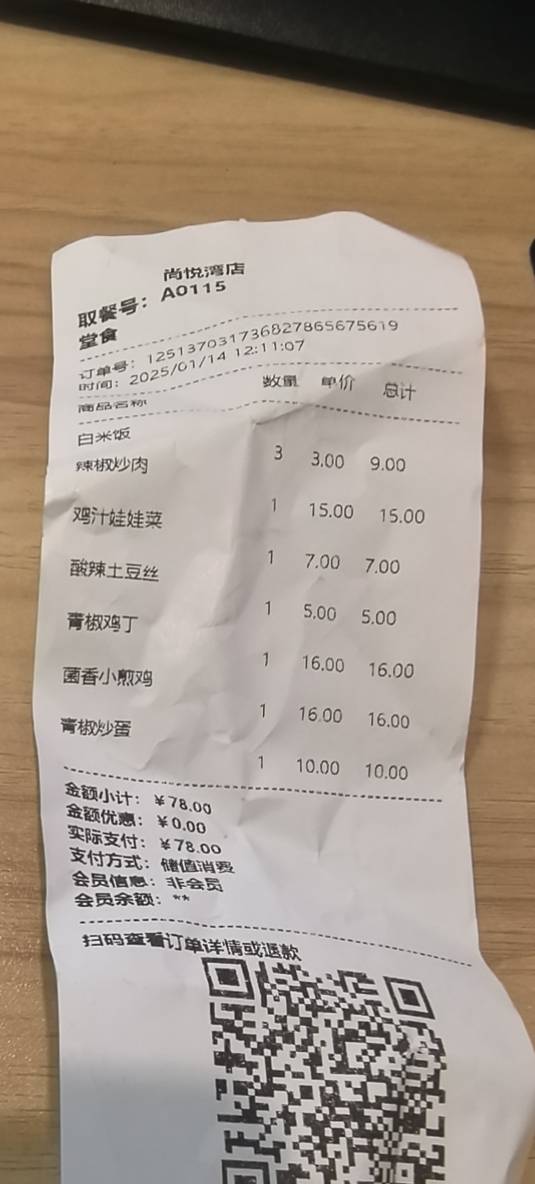 尚悦湾店
取餐号： A0115
堂食
订单号： 125137031736827865675619
时间： 2025/01/14 12:11:07
商品名称 数量 单价 总计
白米饭
3 3.00 9.00
辣椒炒肉
1 15.00 15.00
鸡汁娃娃菜
1 7.00 7.00
酸辣土豆丝
1 5.00 5.00
青椒鸡丁
1 16.00 16.00
菌香小煎鸡
1 16.00 16.00
青椒炒蛋
1 10.00 10.00
金额小计： ￥78.00
金额优惠： ￥0.00
实际支付： ￥78.00
支付方式： 储值消费
会员信息： 非会员
会员余额： **
扫码查看订单详情或退款